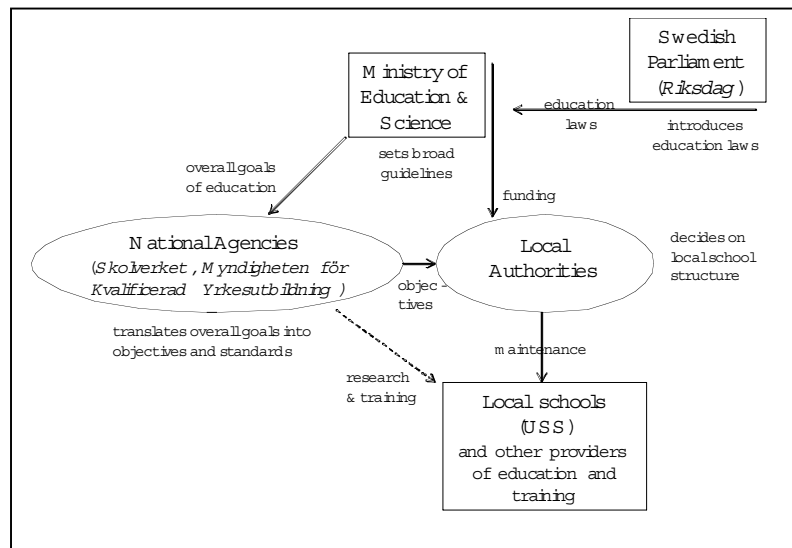 Swedish
Parliament
(Riksdag)
Ministry of
Education &
Science
education
laws
introduces
education laws
sets broad
guidelines
overall goals
of education
funding
National Agencies
(Skolverket, Myndigheten för
Kvalificerad Yrkesutbildning)
Local
Authorities
decides on
local school
structure
objec-
tives
translates overall goals into
objectives and standards
maintenance
research
& training
Local schools
(USS)
and other providers
of education and
training